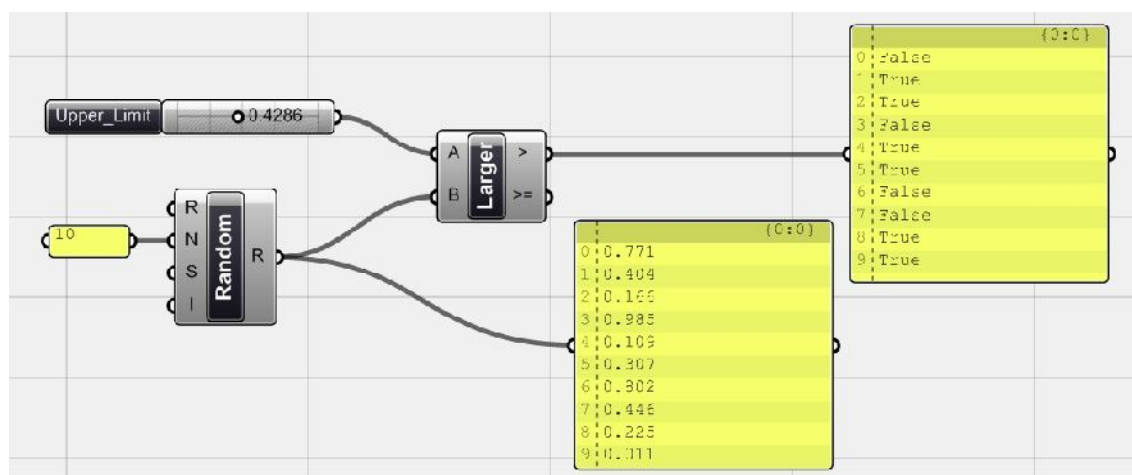 Upper_Limit 0.4286
10
R
N
S
I
Random
R
A
B
Larger
>
>=
{0:0}
0 False
1 True
2 True
3 False
4 True
5 True
6 False
7 False
8 True
9 True
{0:0}
0 0.771
1 0.404
2 0.166
3 0.985
4 0.109
5 0.307
6 0.802
7 0.446
8 0.225
9